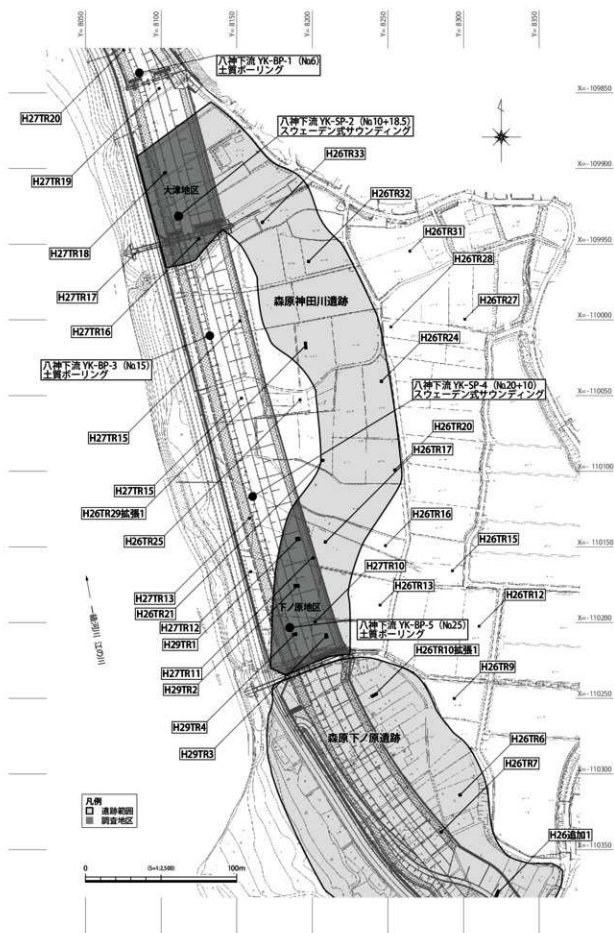 Y= 8050
Y= 8100
Y= 8150
Y= 8200
Y= 8250
Y= 8300
Y= 8350
八神下流 YK-BP-1（No.6）
土質ボーリング
X=-109850
H27TR20
八神下流 YK-SP-2（No.10+18.5）
スウェーデン式サウンディング
H27TR19
H26TR33
X=-109900
大津地区
H26TR32
H26TR31
X=-109950
H27TR18
H26TR28
H27TR17
森原神田川遺跡
H26TR27
H27TR16
X=-110000
H26TR24
八神下流 YK-BP-3（No.15）
土質ボーリング
八神下流 YK-SP-4（No.20+10）
スウェーデン式サウンディング
X=-110050
H27TR15
H26TR20
H26TR17
H27TR15
X=-110100
H26TR29拡張1
H26TR16
H26TR25
H26TR15
X=-110150
H27TR10
H27TR13
H26TR13
H26TR21
H26TR12
H27TR12
下ノ原地区
八神下流 YK-BP-5（No.25）
土質ボーリング
X=-110200
H29TR1
一級河川 江の川
H26TR10拡張1
H27TR11
H26TR9
H29TR2
X=-110250
H29TR4
森原下ノ原遺跡
H29TR3
H26TR6
X=-110300
H26TR7
凡例
遺跡範囲
調査地区
H26追加1
X=-110350
0
(S=1:2,500)
100m